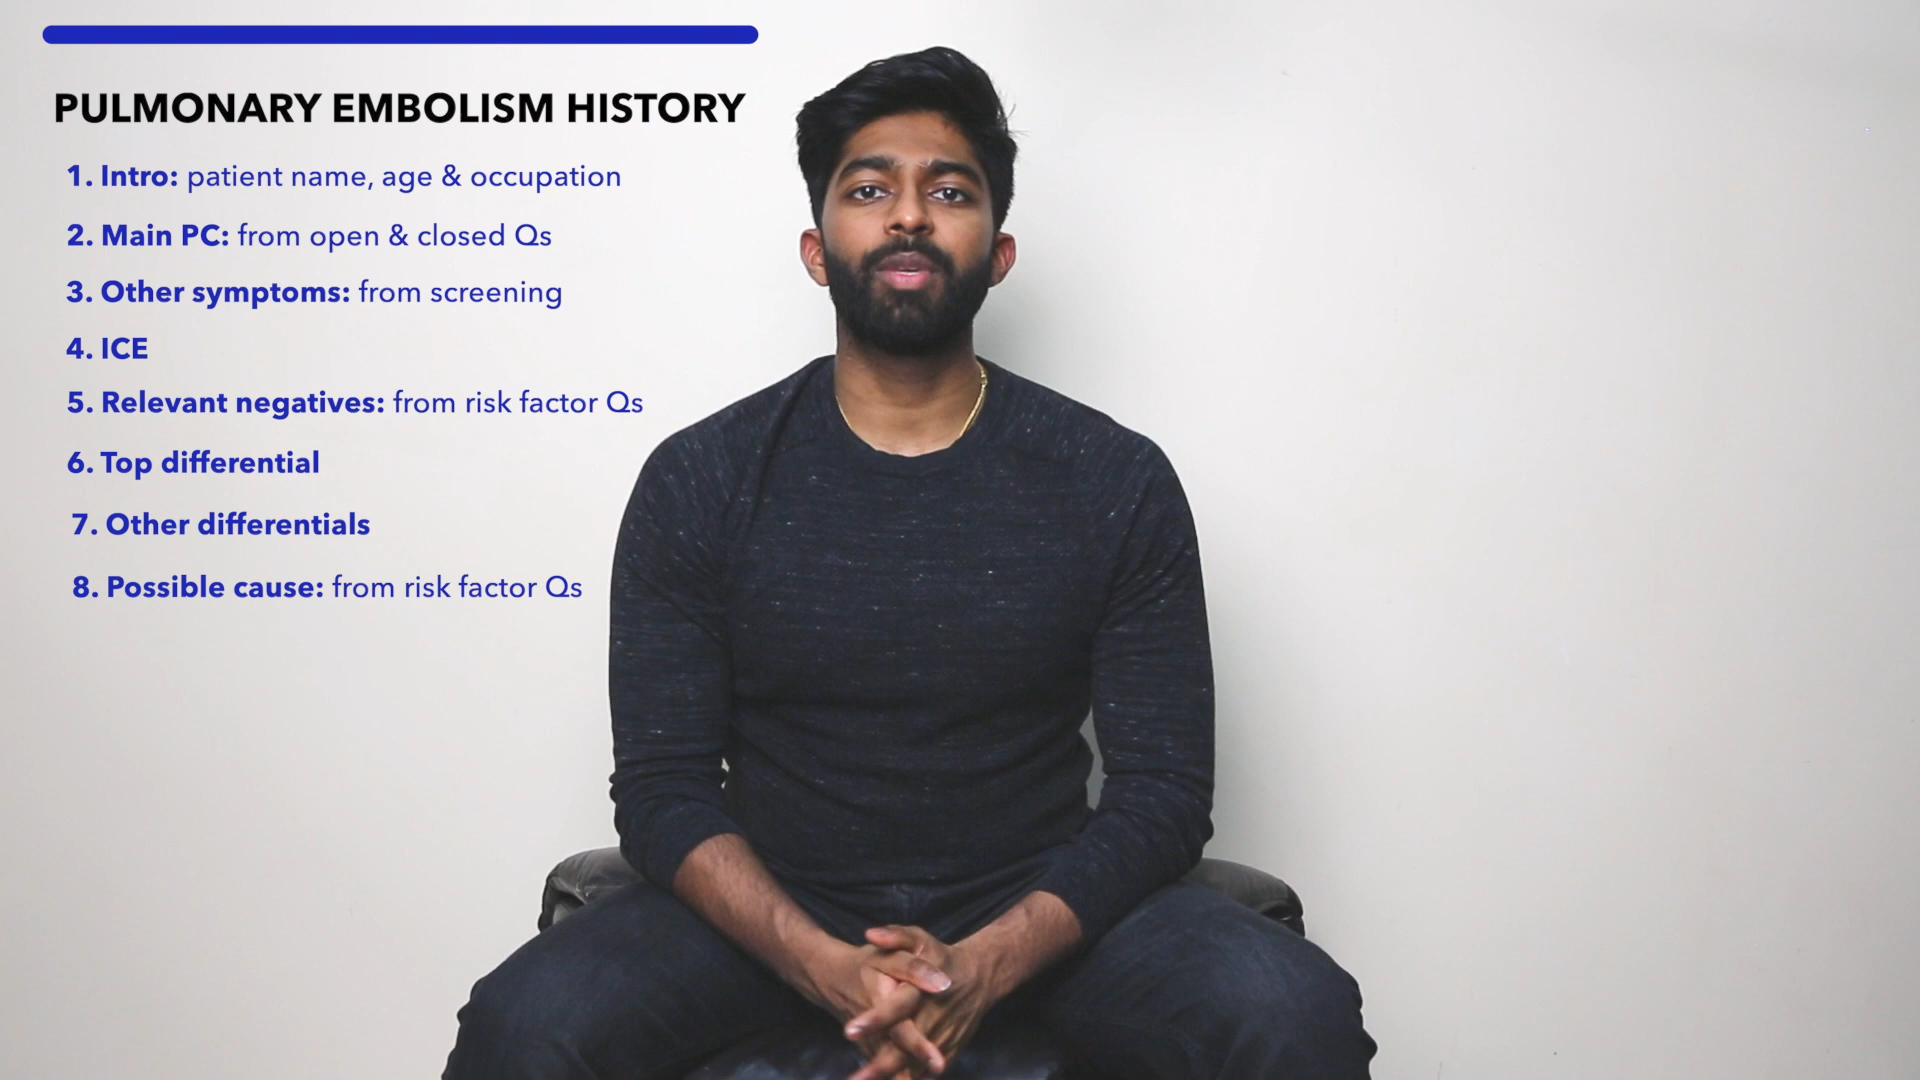 PULMONARY EMBOLISM HISTORY
1. Intro: patient name, age & occupation
2. Main PC: from open & closed Qs
3. Other symptoms: from screening
4. ICE
5. Relevant negatives: from risk factor Qs
6. Top differential
7. Other differentials
8. Possible cause: from risk factor Qs